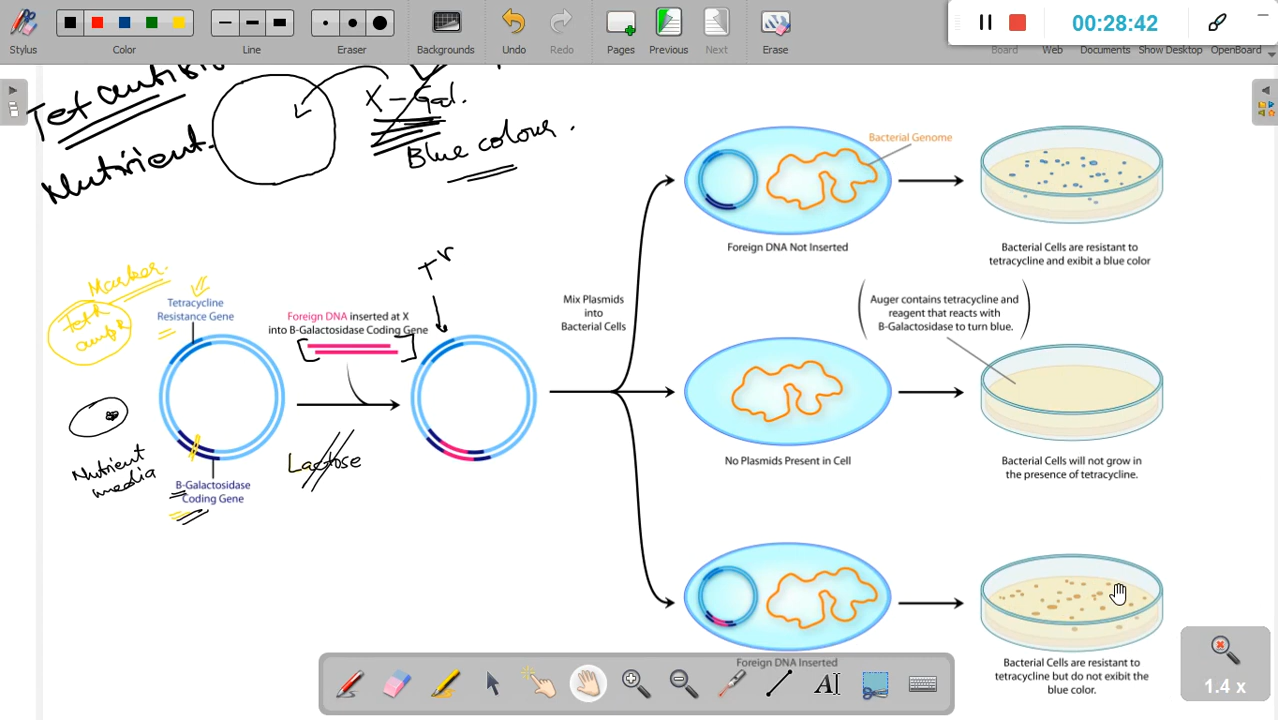 Stylus
Color
Line
Eraser
Backgrounds
Undo
Redo
Pages
Previous
Next
Erase
00:28:42
Board
Web
Documents
Show Desktop
OpenBoard
Tet
Nutrient.
X-Gal.
Blue colour.
Marker.
Tetracycline
Resistance Gene
Nutrient
media
B-Galactosidase
Coding Gene
Foreign DNA inserted at X
into B-Galactosidase Coding Gene
Lactose
Tʳ
Mix Plasmids
into
Bacterial Cells
Bacterial Genome
Foreign DNA Not Inserted
Bacterial Cells are resistant to
tetracycline and exibit a blue color
Auger contains tetracycline and
reagent that reacts with
B-Galactosidase to turn blue.
No Plasmids Present in Cell
Bacterial Cells will not grow in
the presence of tetracycline.
Foreign DNA Inserted
Bacterial Cells are resistant to
tetracycline but do not exibit the
blue color.
1.4 x